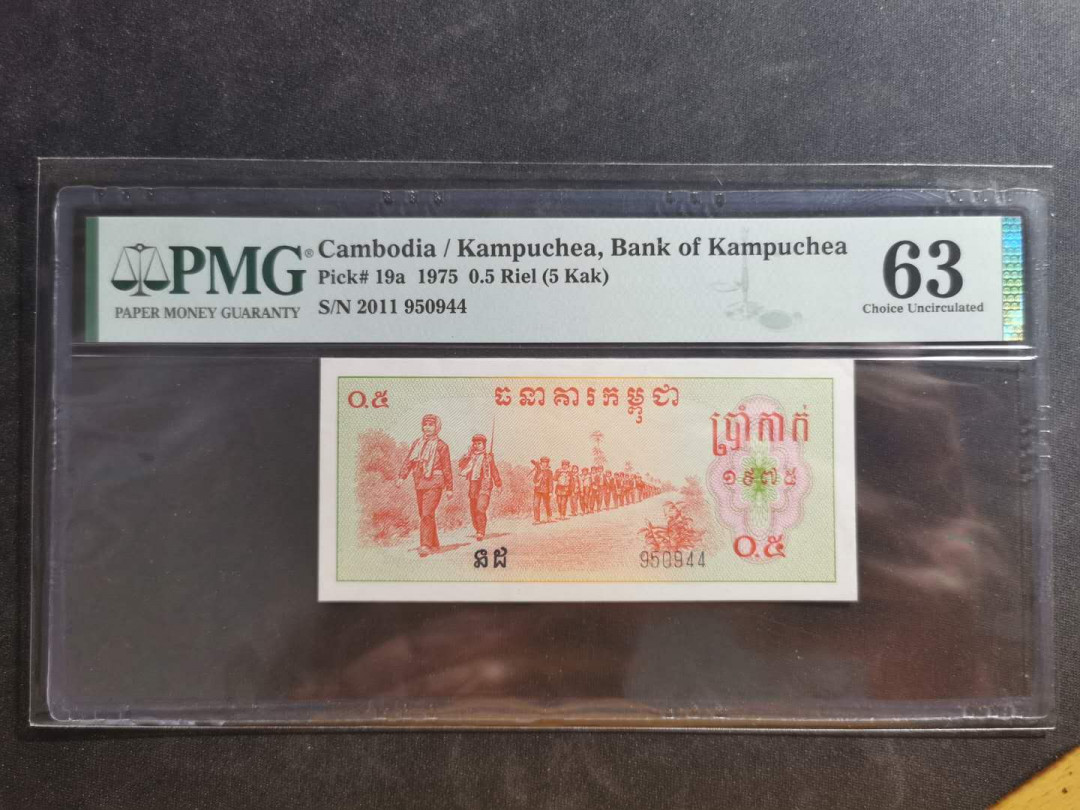 PMG®
PAPER MONEY GUARANTY
Cambodia / Kampuchea, Bank of Kampuchea
Pick# 19a 1975 0.5 Riel (5 Kak)
S/N 2011 950944
63
Choice Uncirculated
០.៥
ធនាគារកម្ពុជា
ប្រាំកាក់
១៩៧៥
នដ
950944
០.៥